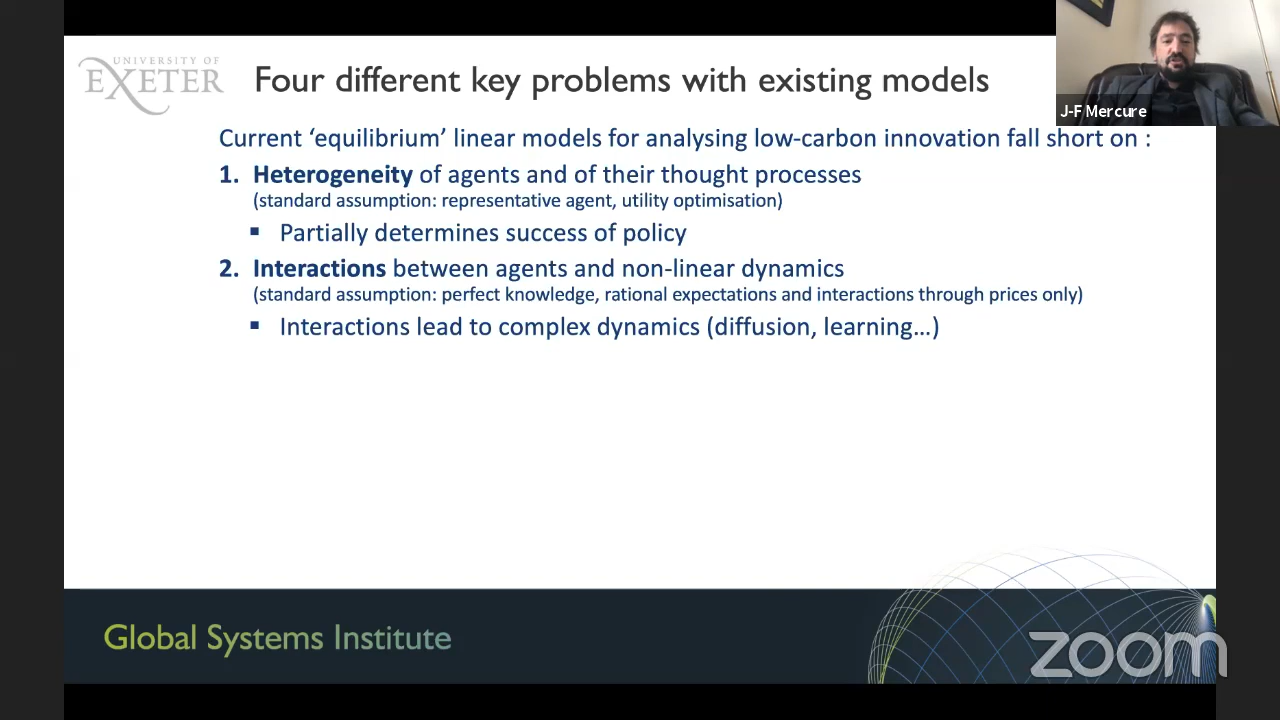 UNIVERSITY OF
EXETER
Four different key problems with existing models
J-F Mercure
Current ‘equilibrium’ linear models for analysing low-carbon innovation fall short on :
1. Heterogeneity of agents and of their thought processes
(standard assumption: representative agent, utility optimisation)
▪ Partially determines success of policy
2. Interactions between agents and non-linear dynamics
(standard assumption: perfect knowledge, rational expectations and interactions through prices only)
▪ Interactions lead to complex dynamics (diffusion, learning…)
Global Systems Institute
zoom